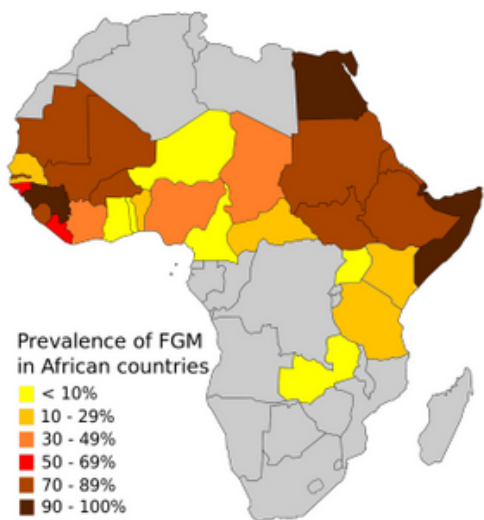 Prevalence of FGM
in African countries
< 10%
10 - 29%
30 - 49%
50 - 69%
70 - 89%
90 - 100%